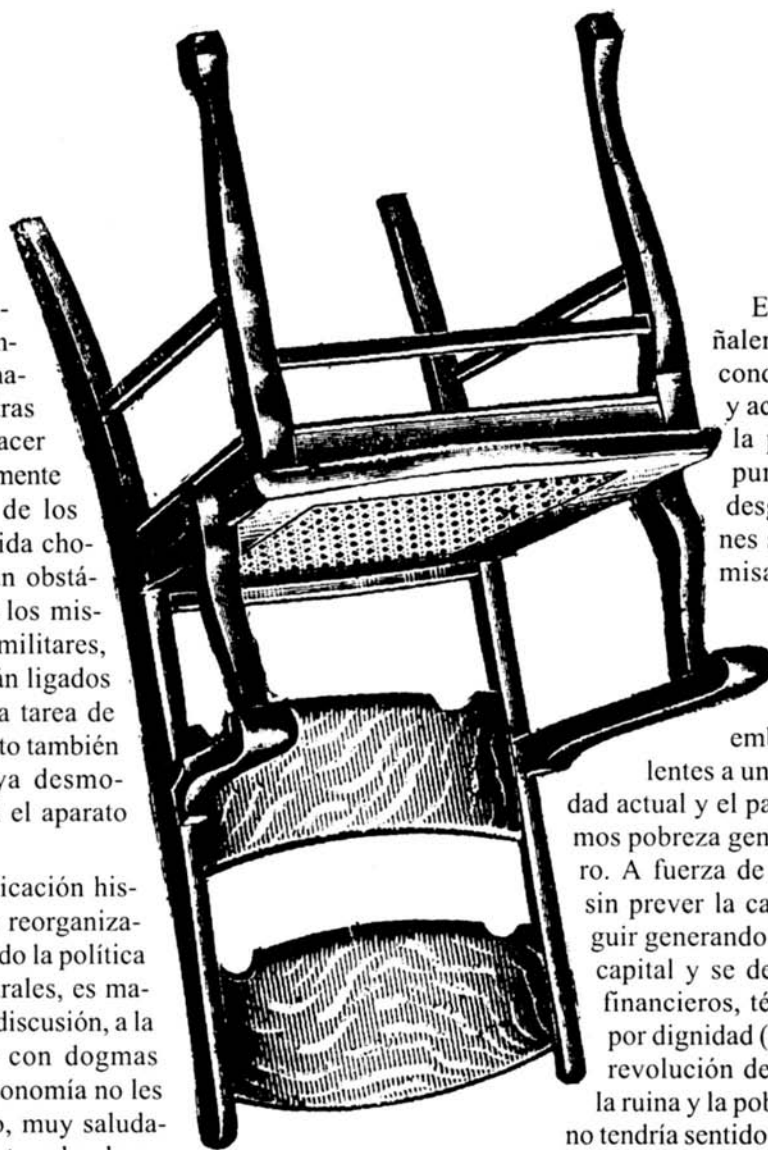 -
n-
na-
ras
acer
mente
de los
ida cho-
n obstá-
los mis-
militares,
án ligados
a tarea de
to también
ya desmo-
el aparato
icación his-
reorganiza-
do la política
rales, es ma-
discusión, a la
con dogmas
onomía no les
o, muy saluda-
E
ñalen
conc
y ac
la p
pun
desg
nes s
misa
emb
lentes a un
dad actual y el pa
mos pobreza gen
ro. A fuerza de
sin prever la ca
guir generando
capital y se de
financieros, té
por dignidad (
revolución de
la ruina y la pob
no tendría sentido